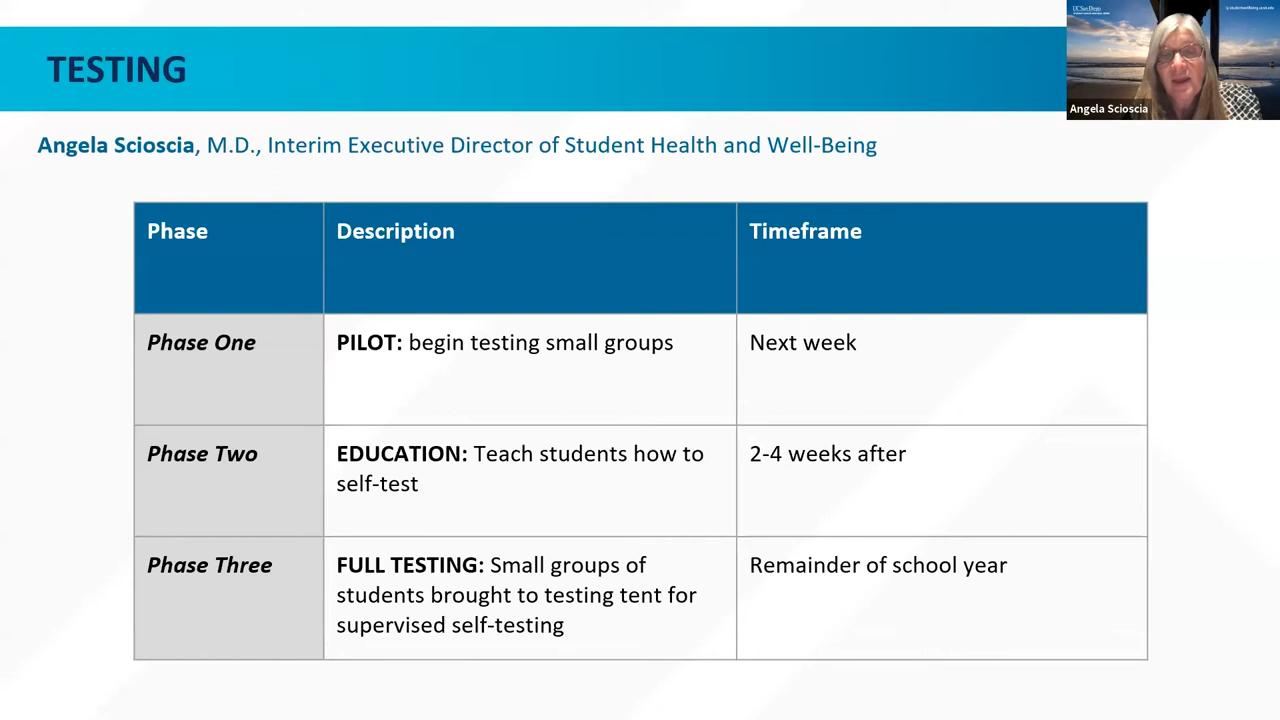 TESTING
UC San Diego
Angela Scioscia
Angela Scioscia, M.D., Interim Executive Director of Student Health and Well-Being
Phase Description Timeframe
Phase One PILOT: begin testing small groups Next week
Phase Two EDUCATION: Teach students how to 2-4 weeks after
self-test
Phase Three FULL TESTING: Small groups of Remainder of school year
students brought to testing tent for
supervised self-testing